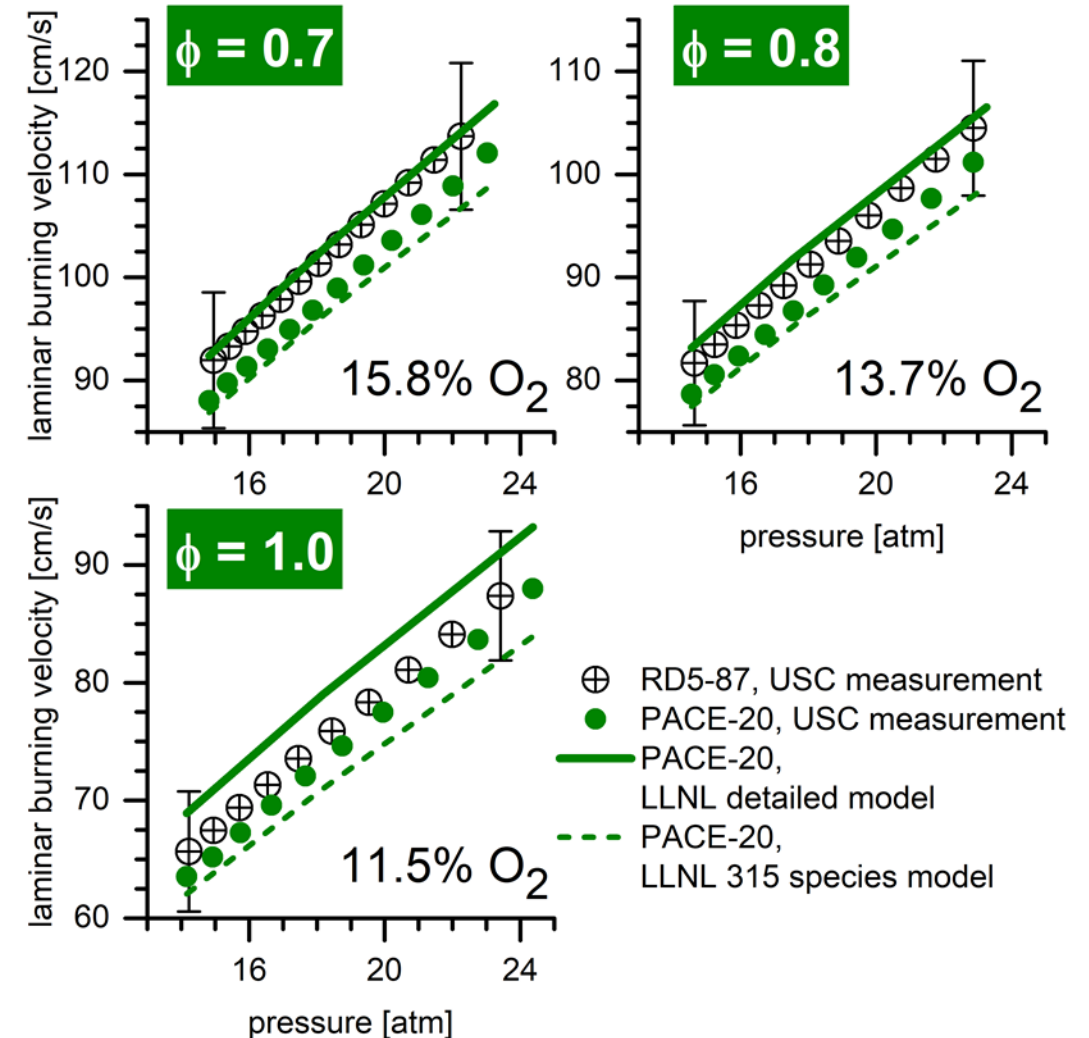 laminar burning velocity [cm/s]
ϕ = 0.7
120
110
100
90
15.8% O2
16 20 24
ϕ = 0.8
110
100
90
80
13.7% O2
16 20 24
pressure [atm]
laminar burning velocity [cm/s]
ϕ = 1.0
90
80
70
60
11.5% O2
16 20 24
pressure [atm]
RD5-87, USC measurement
PACE-20, USC measurement
PACE-20,
LLNL detailed model
PACE-20,
LLNL 315 species model